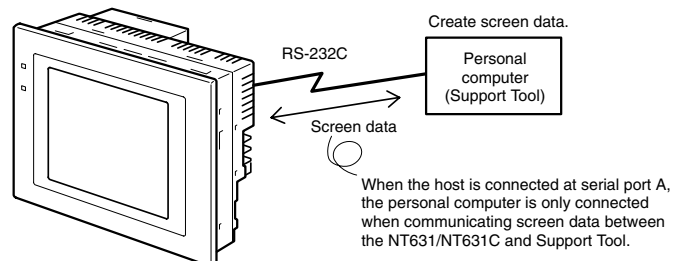 Create screen data.
RS-232C
Personal
computer
(Support Tool)
Screen data
When the host is connected at serial port A,
the personal computer is only connected
when communicating screen data between
the NT631/NT631C and Support Tool.